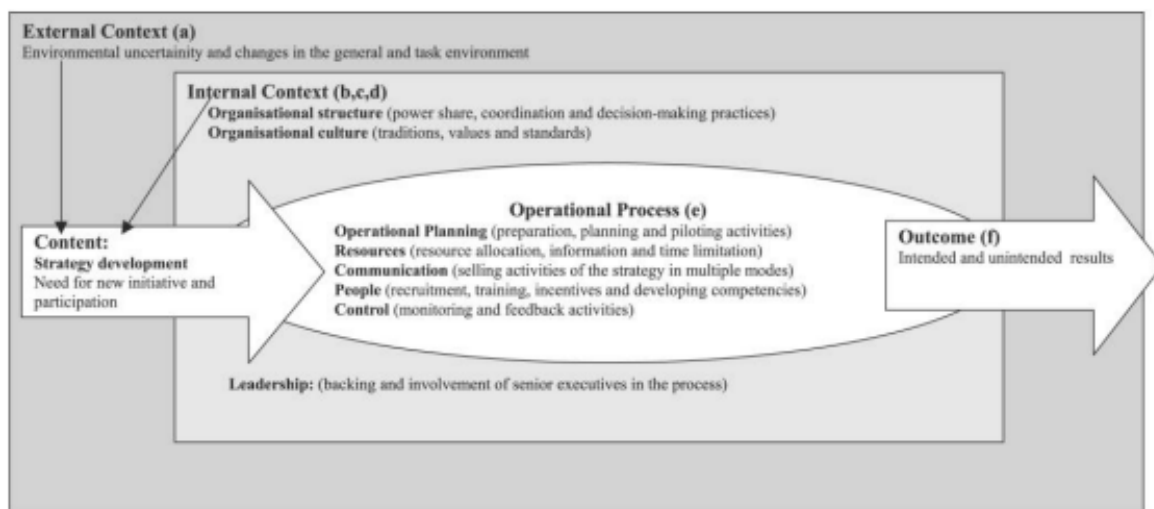 External Context (a)
Environmental uncertainity and changes in the general and task environment
Internal Context (b,c,d)
Organisational structure (power share, coordination and decision-making practices)
Organisational culture (traditions, values and standards)
Operational Process (e)
Operational Planning (preparation, planning and piloting activities)
Resources (resource allocation, information and time limitation)
Communication (selling activities of the strategy in multiple modes)
People (recruitment, training, incentives and developing competencies)
Control (monitoring and feedback activities)
Content:
Strategy development
Need for new initiative and
participation
Outcome (f)
Intended and unintended results
Leadership: (backing and involvement of senior executives in the process)